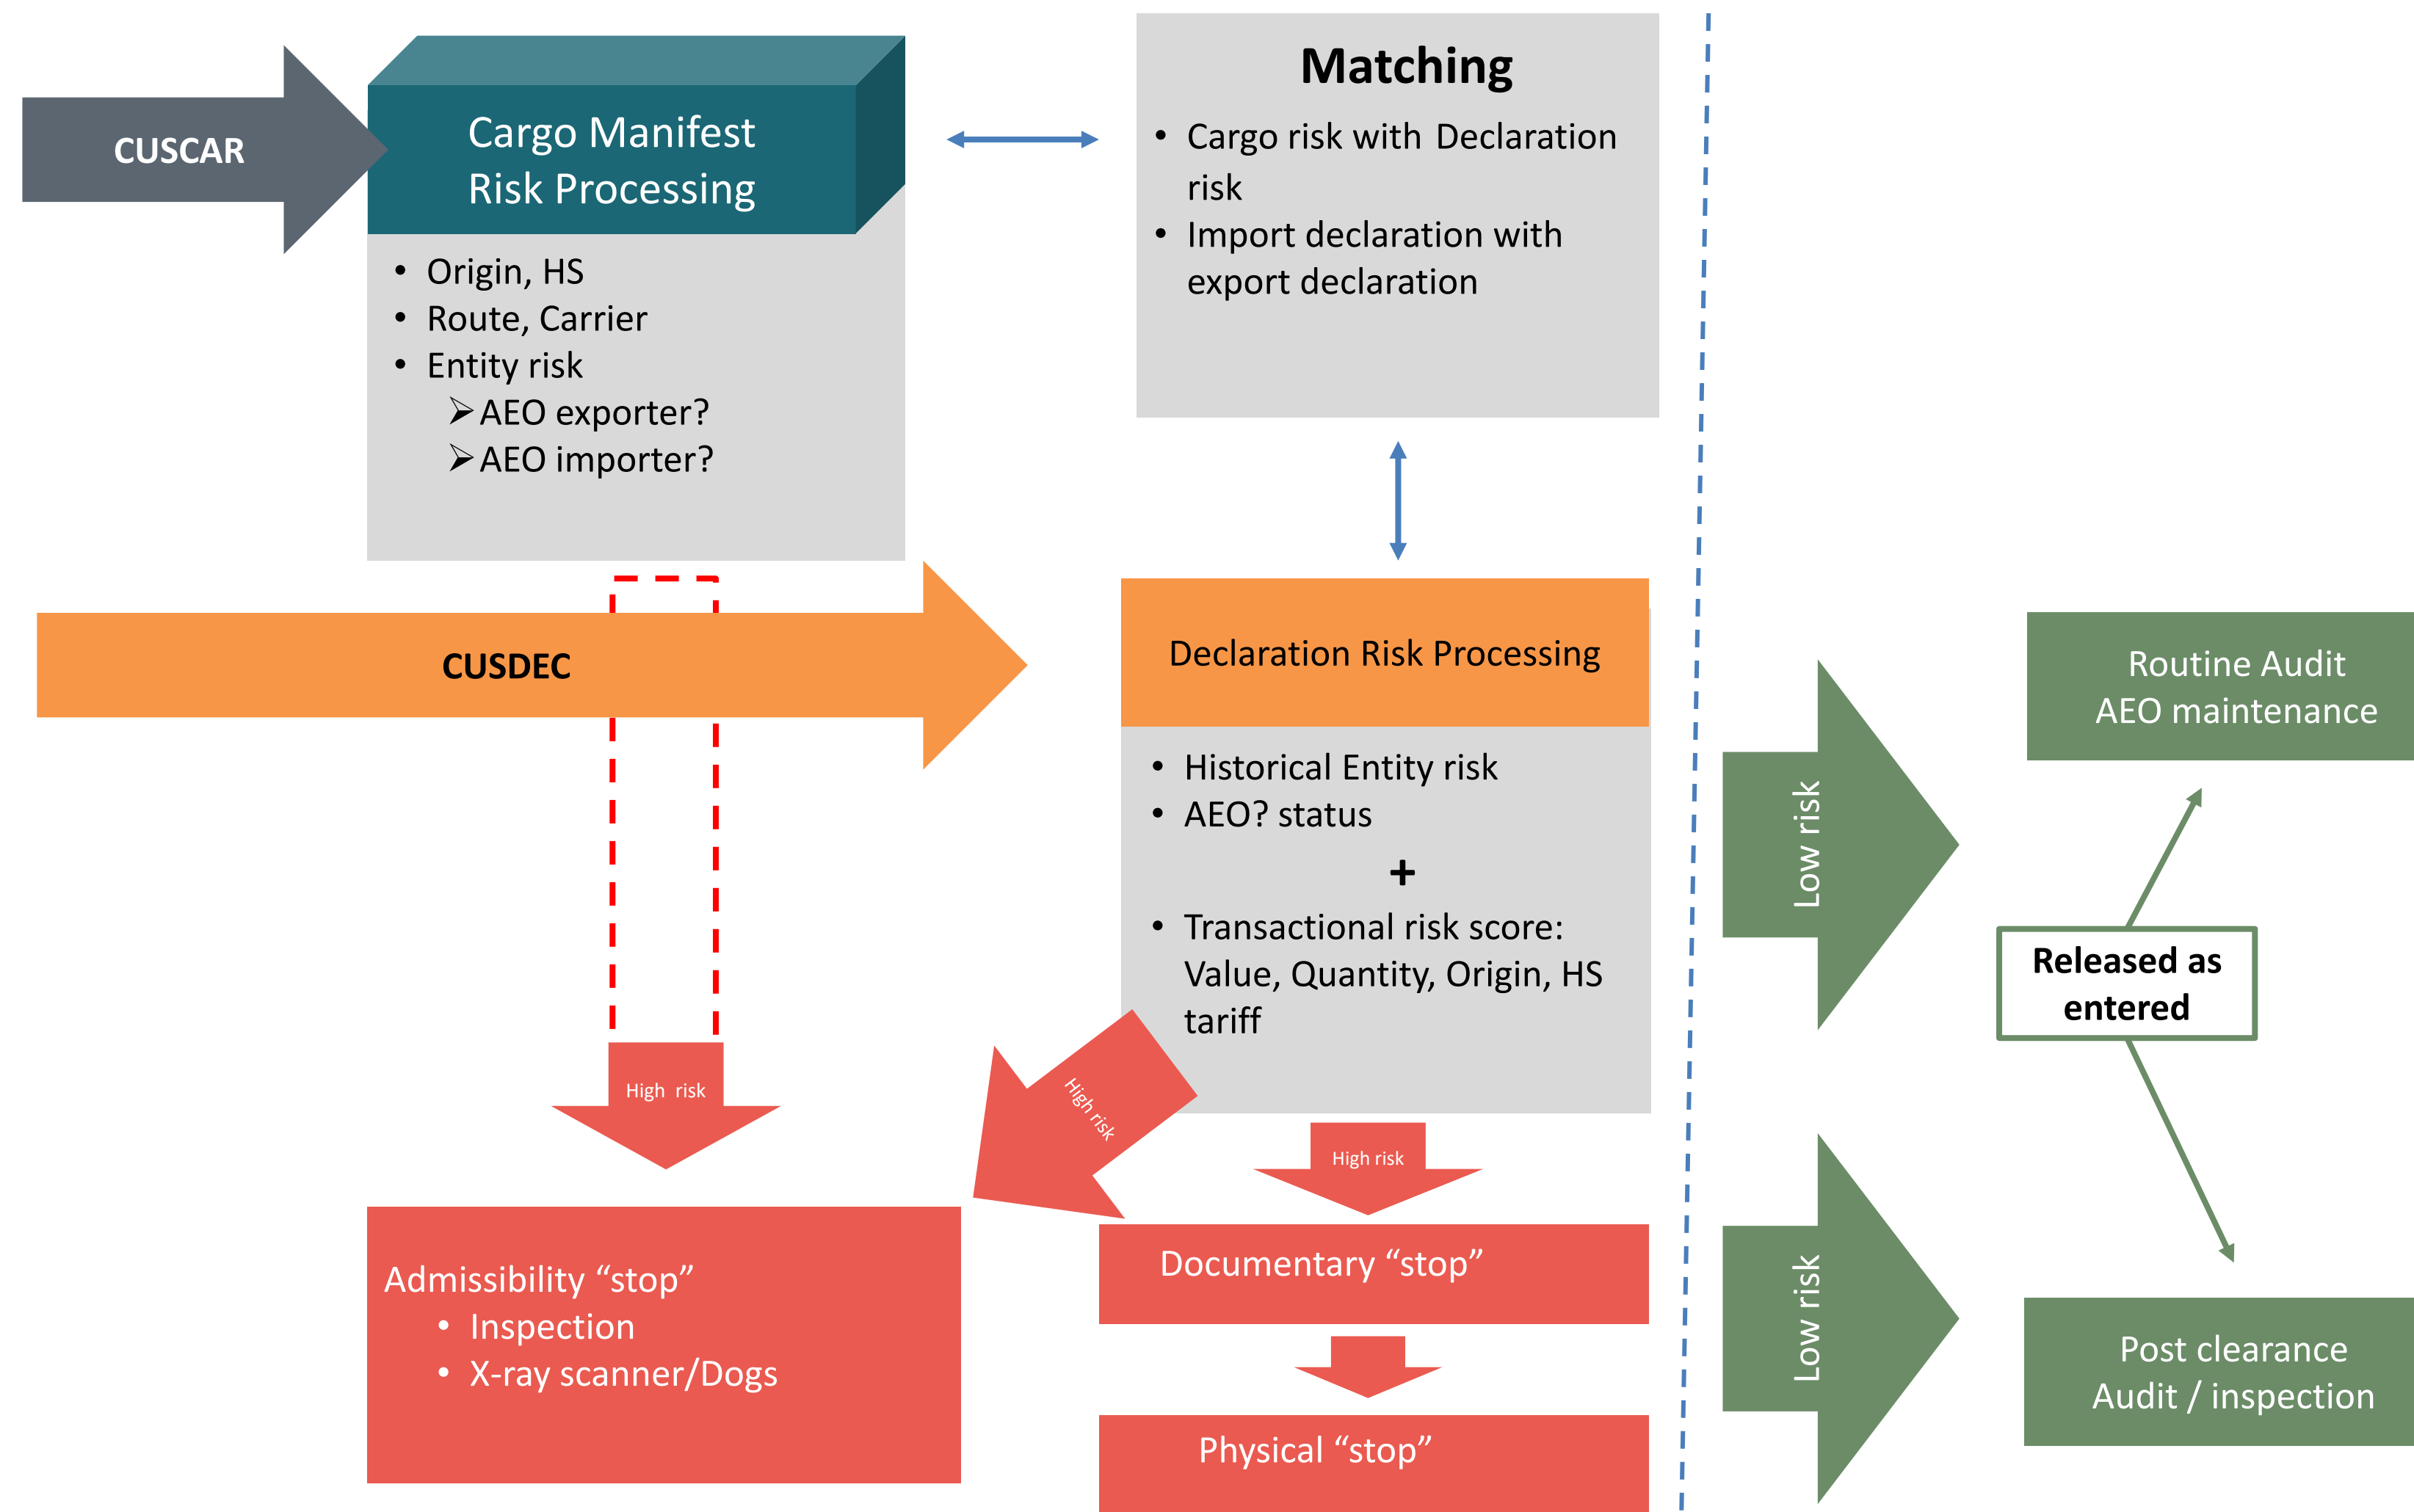 CUSCAR
Cargo Manifest
Risk Processing
• Origin, HS
• Route, Carrier
• Entity risk
➢AEO exporter?
➢AEO importer?
Matching
• Cargo risk with Declaration
risk
• Import declaration with
export declaration
CUSDEC
Declaration Risk Processing
• Historical Entity risk
• AEO? status
+
• Transactional risk score:
Value, Quantity, Origin, HS
tariff
High risk
High risk
High risk
Admissibility “stop”
• Inspection
• X-ray scanner/Dogs
Documentary “stop”
Physical “stop”
Low risk
Low risk
Routine Audit
AEO maintenance
Released as
entered
Post clearance
Audit / inspection